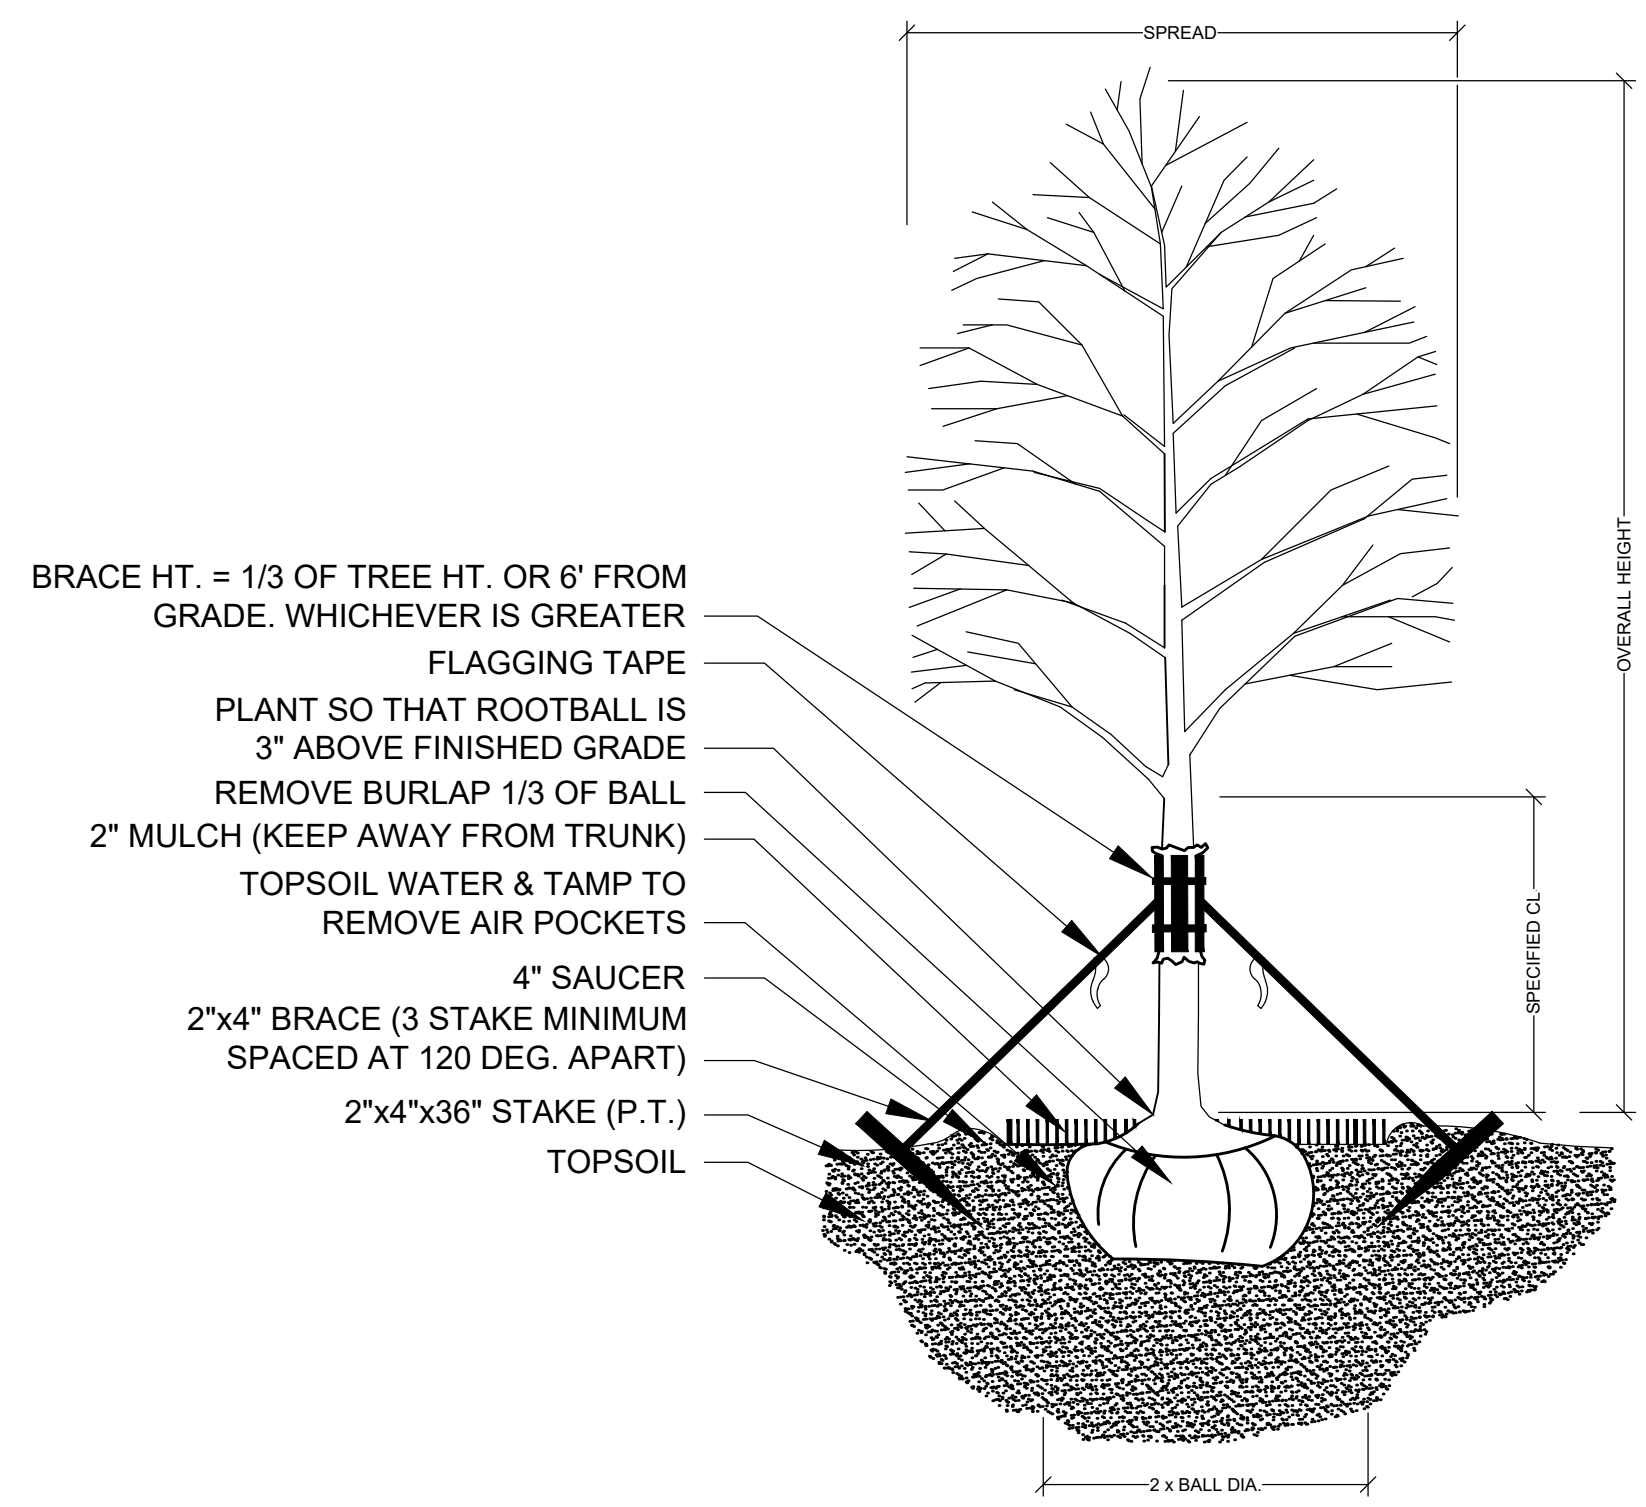 SPREAD
OVERALL HEIGHT
BRACE HT. = 1/3 OF TREE HT. OR 6' FROM
GRADE. WHICHEVER IS GREATER
FLAGGING TAPE
PLANT SO THAT ROOTBALL IS
3" ABOVE FINISHED GRADE
REMOVE BURLAP 1/3 OF BALL
2" MULCH (KEEP AWAY FROM TRUNK)
TOPSOIL WATER & TAMP TO
REMOVE AIR POCKETS
4" SAUCER
2"x4" BRACE (3 STAKE MINIMUM
SPACED AT 120 DEG. APART)
2"x4"x36" STAKE (P.T.)
TOPSOIL
SPECIFIED CL.
2 x BALL DIA.